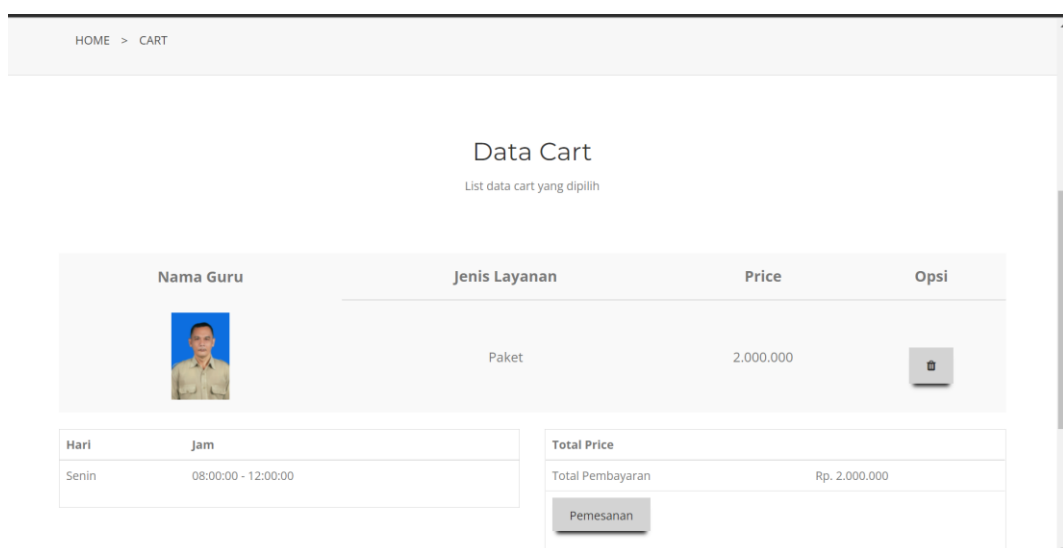 HOME > CART
Data Cart
List data cart yang dipilih
Nama Guru Jenis Layanan Price Opsi
Paket 2.000.000
Hari Jam
Senin 08:00:00 - 12:00:00
Total Price
Total Pembayaran Rp. 2.000.000
Pemesanan